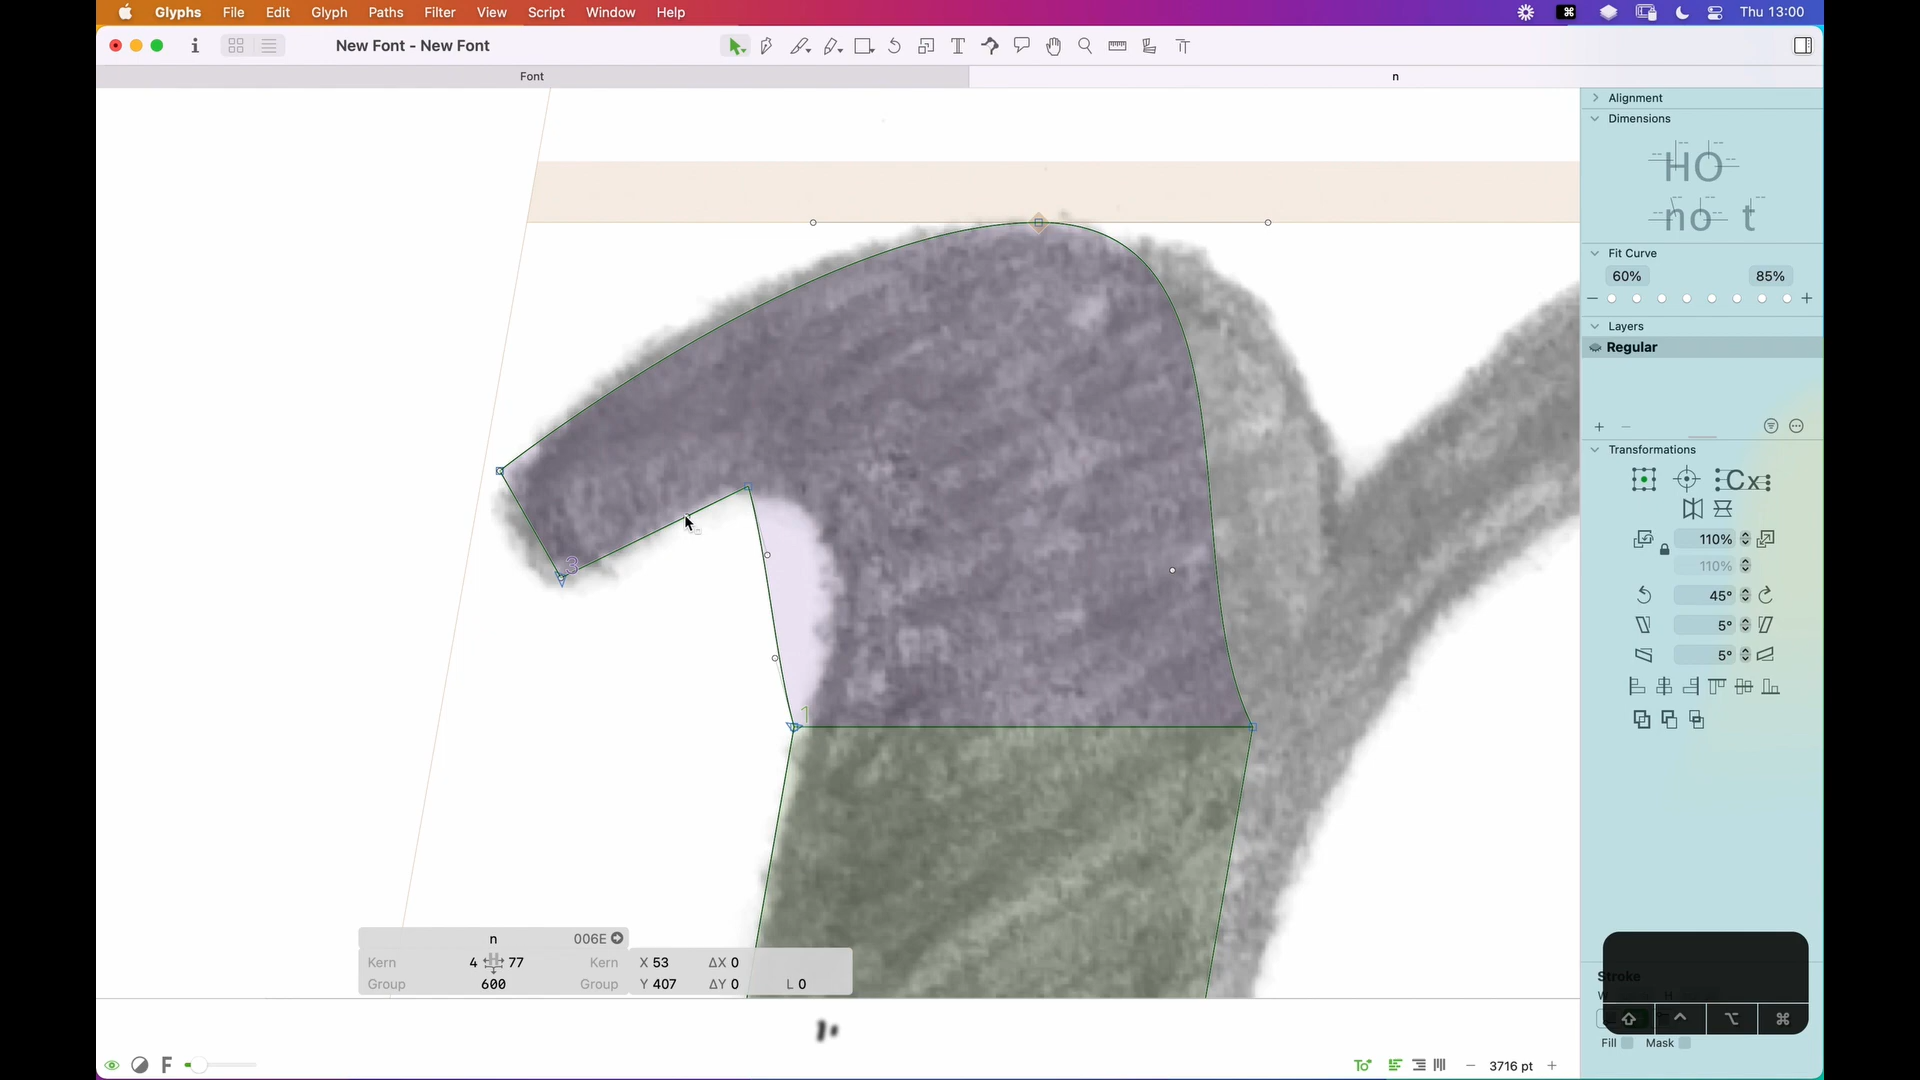 Glyphs File Edit Glyph Paths Filter View Script Window Help Thu 13:00
New Font - New Font
Font n
Alignment
Dimensions
HO
no t
Fit Curve
60% 85%
Layers
Regular
Transformations
Cx
110%
110%
45°
5°
5°
3
1
n 006E
Kern 4 H 77 Kern
Group 600 Group
X 53 ΔX 0
Y 407 ΔY 0 L 0
Stroke
W H
Fill Mask
F 3716 pt